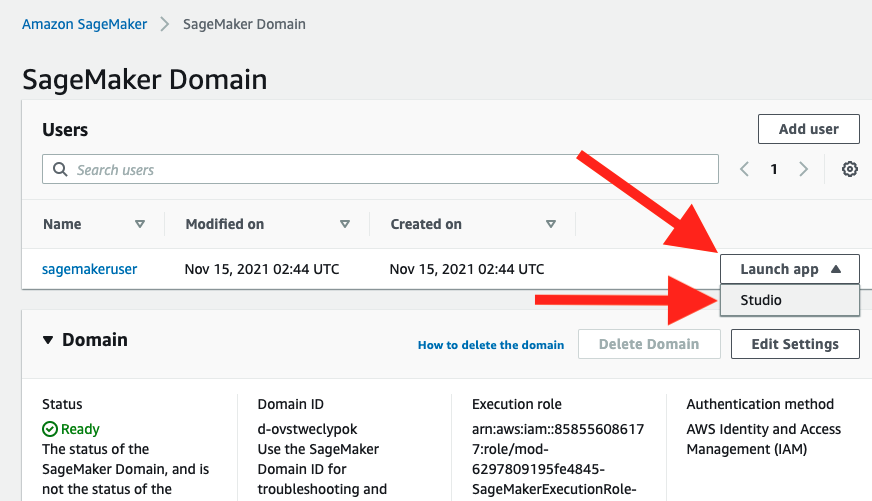 Amazon SageMaker > SageMaker Domain
SageMaker Domain
Users
Add user
Search users
< 1 >
Name
Modified on
Created on
sagemakeruser
Nov 15, 2021 02:44 UTC
Nov 15, 2021 02:44 UTC
Launch app
Studio
Domain
How to delete the domain
Delete Domain
Edit Settings
Status
Ready
The status of the
SageMaker Domain, and is
not the status of the
Domain ID
d-ovstweclypok
Use the SageMaker
Domain ID for
troubleshooting and
Execution role
arn:aws:iam::85855608617
7:role/mod-
6297809195fe4845-
SageMakerExecutionRole-
Authentication method
AWS Identity and Access
Management (IAM)